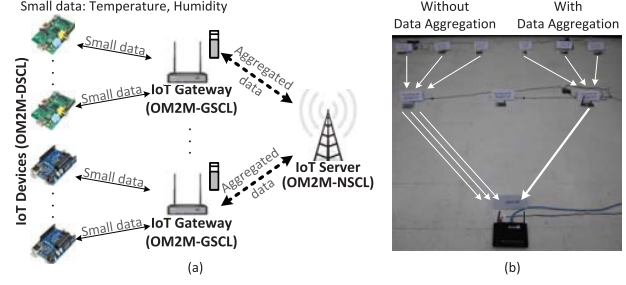 Small data: Temperature, Humidity
IoT Devices (OM2M-DSCL)
Small data
Small data
Small data
Small data
IoT Gateway
(OM2M-GSCL)
IoT Gateway
(OM2M-GSCL)
Aggregated
data
Aggregated
data
IoT Server
(OM2M-NSCL)
(a)
Without
Data Aggregation
With
Data Aggregation
(b)